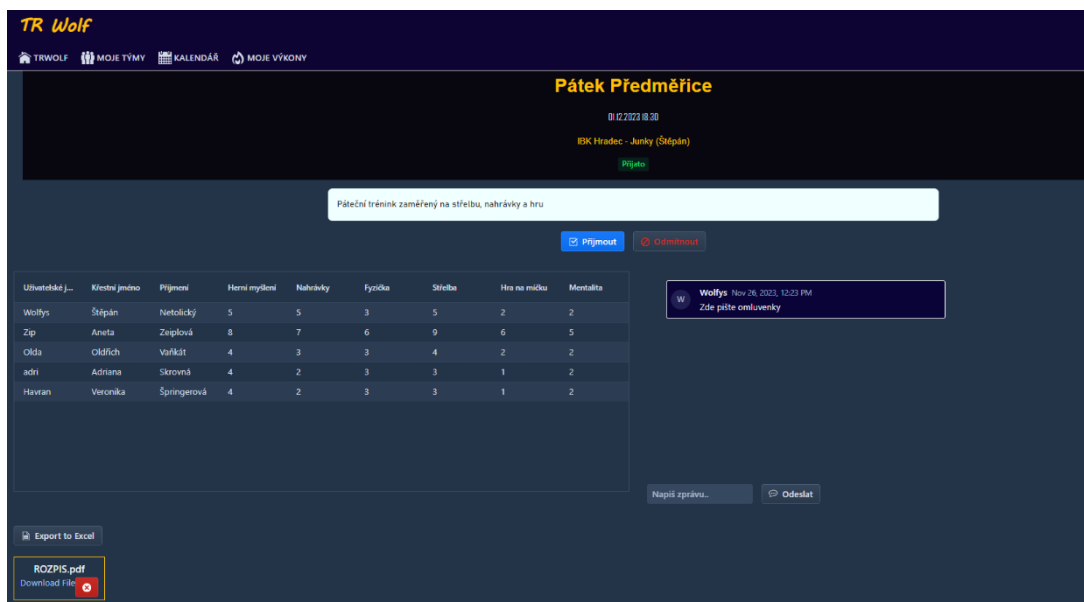 TR Wolf
TRWOLF MOJE TÝMY KALENDÁŘ MOJE VÝKONY
Pátek Předměřice
01.12.2023 18:30
IBK Hradec - Junky (Štěpán)
Přijato
Páteční trénink zaměřený na střelbu, nahrávky a hru
Přijmout Odmítnout
Uživatelské j... Křestní jméno Příjmení Herní myšlení Nahrávky Fyzička Střelba Hra na míčku Mentalita
Wolfys Štěpán Netolický 5 5 3 5 2 2
Zip Aneta Zeiplová 8 7 6 9 6 5
Olda Oldřich Vaňkát 4 3 3 4 2 2
adri Adriana Skrovná 4 2 3 3 1 2
Havran Veronika Špringerová 4 2 3 3 1 2
W
Wolfys Nov 26, 2023, 12:23 PM
Zde pište omluvenky
Napiš zprávu.. Odeslat
Export to Excel
ROZPIS.pdf
Download File